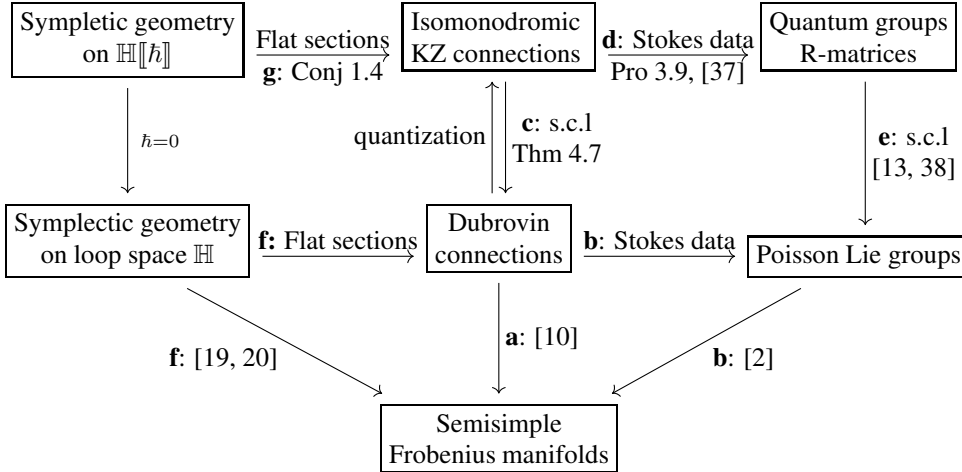 Sympletic geometry
on ℍ⟦ℏ⟧
Flat sections
g: Conj 1.4
Isomonodromic
KZ connections
d: Stokes data
Pro 3.9, [37]
Quantum groups
R-matrices
ℏ=0
quantization
c: s.c.l
Thm 4.7
e: s.c.l
[13, 38]
Symplectic geometry
on loop space ℍ
f: Flat sections
Dubrovin
connections
b: Stokes data
Poisson Lie groups
f: [19, 20]
a: [10]
b: [2]
Semisimple
Frobenius manifolds